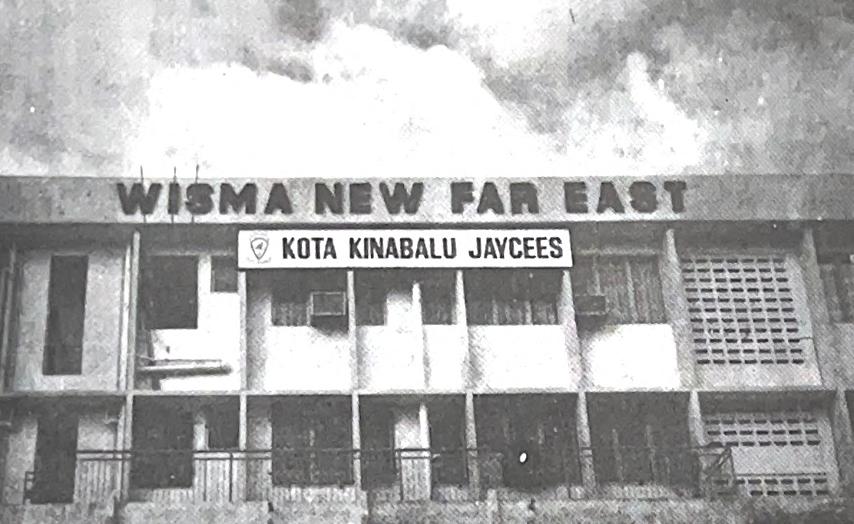 WISMA NEW FAR EAST
KOTA KINABALU JAYCEES